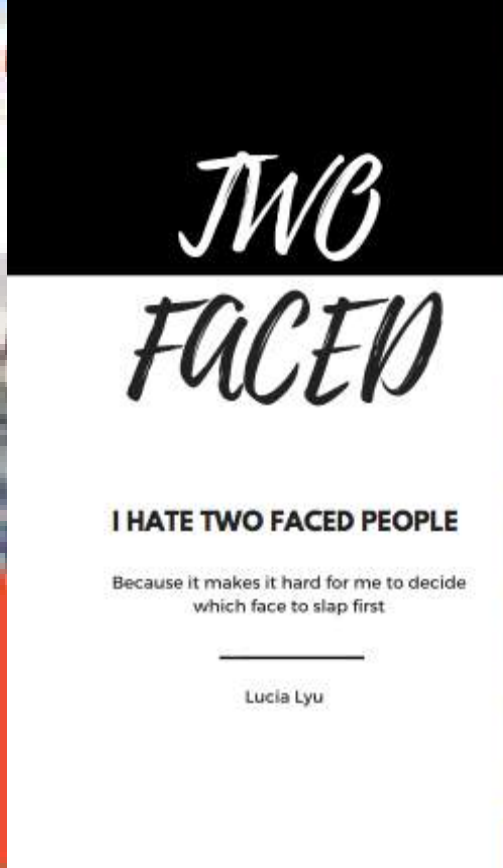 TWO
FACED
I HATE TWO FACED PEOPLE
Because it makes it hard for me to decide
which face to slap first
Lucia Lyu